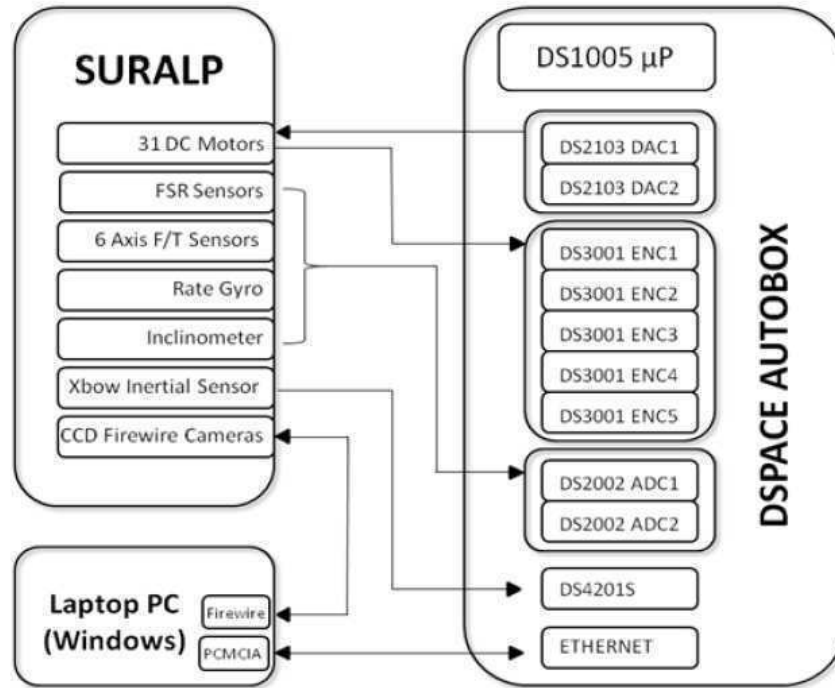 SURALP
31 DC Motors
FSR Sensors
6 Axis F/T Sensors
Rate Gyro
Inclinometer
Xbow Inertial Sensor
CCD Firewire Cameras
Laptop PC
(Windows)
Firewire
PCMCIA
DS1005 µP
DS2103 DAC1
DS2103 DAC2
DS3001 ENC1
DS3001 ENC2
DS3001 ENC3
DS3001 ENC4
DS3001 ENC5
DS2002 ADC1
DS2002 ADC2
DS4201S
ETHERNET
DSPACE AUTOBOX